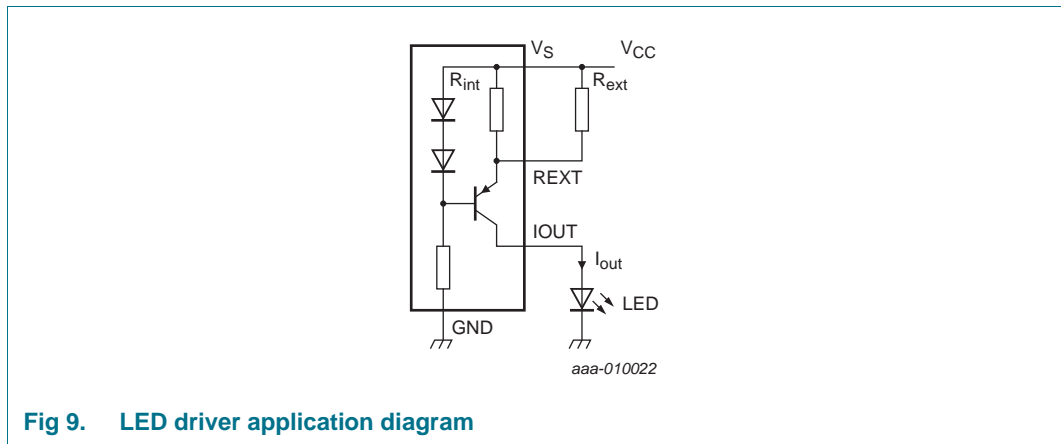 VS VCC
Rint Rext
REXT
IOUT
Iout
LED
GND
aaa-010022
Fig 9. LED driver application diagram